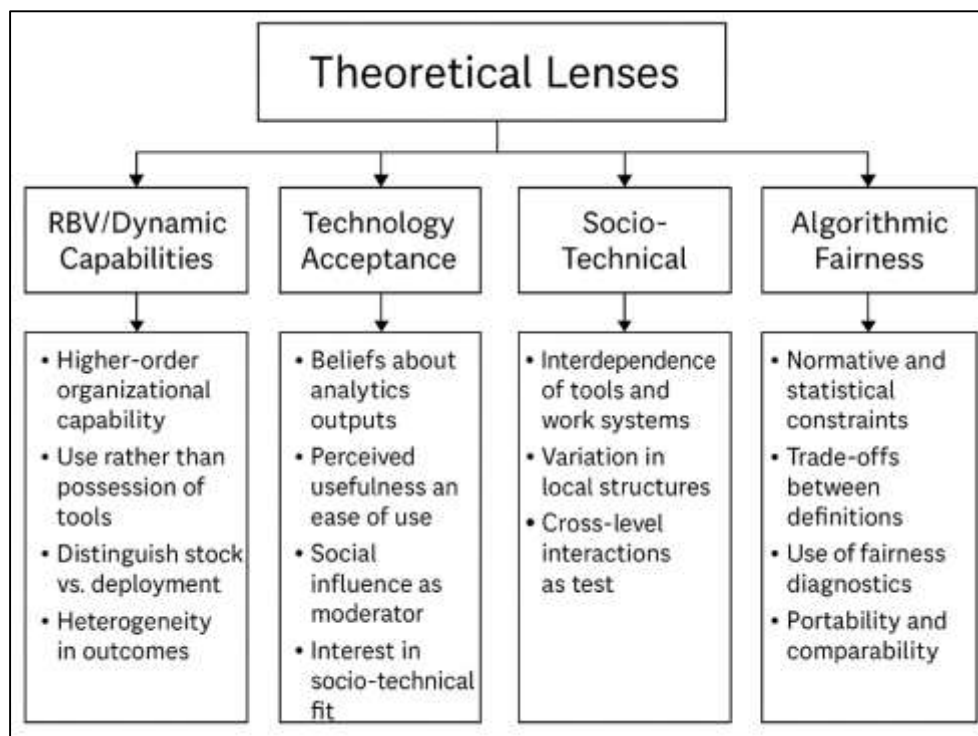 Theoretical Lenses
RBV/Dynamic
Capabilities
Technology
Acceptance
Socio-
Technical
Algorithmic
Fairness
• Higher-order
organizational
capability
• Use rather than
possession of
tools
• Distinguish stock
vs. deployment
• Heterogeneity
in outcomes
• Beliefs about
analytics
outputs
• Perceived
usefulness an
ease of use
• Social
influence as
moderator
• Interest in
socio-technical
fit
• Interdependence
of tools and
work systems
• Variation in
local structures
• Cross-level
interactions
as test
• Normative and
statistical
constraints
• Trade-offs
between
definitions
• Use of fairness
diagnostics
• Portability and
comparability